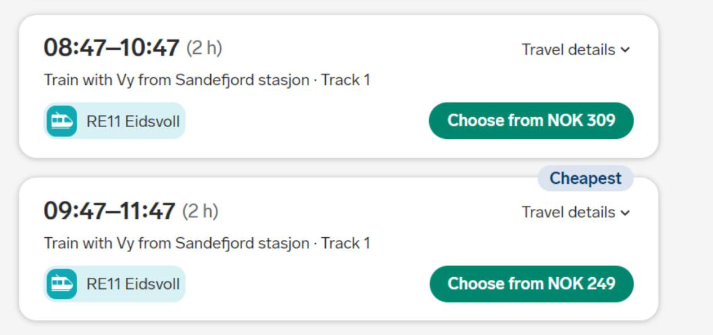 08:47–10:47 (2 h)
Travel details
Train with Vy from Sandefjord stasjon · Track 1
RE11 Eidsvoll
Choose from NOK 309
Cheapest
09:47–11:47 (2 h)
Travel details
Train with Vy from Sandefjord stasjon · Track 1
RE11 Eidsvoll
Choose from NOK 249